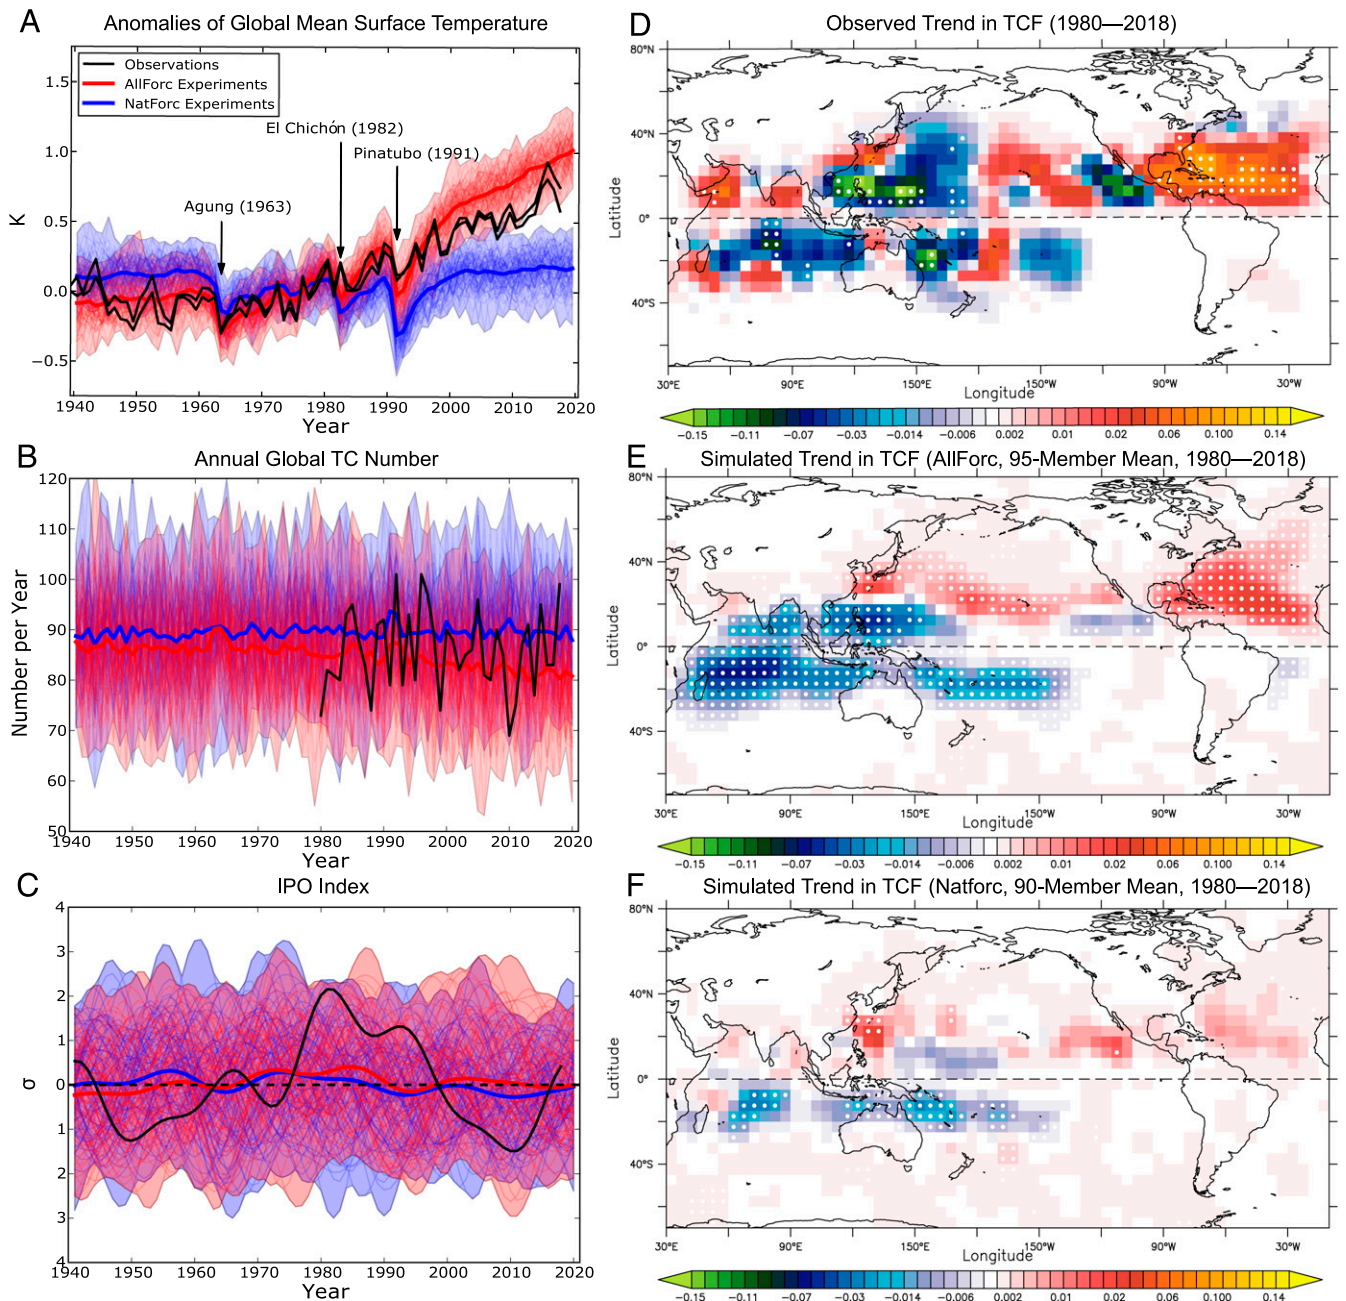 A
Anomalies of Global Mean Surface Temperature
Observations
AllForc Experiments
NatForc Experiments
El Chichón (1982)
Pinatubo (1991)
Agung (1963)
K
1.5
1.0
0.5
0.0
−0.5
1940 1950 1960 1970 1980 1990 2000 2010 2020
Year
B
Annual Global TC Number
Number per Year
120
110
100
90
80
70
60
50
1940 1950 1960 1970 1980 1990 2000 2010 2020
Year
C
IPO Index
σ
4
3
2
1
0
1
2
3
4
1940 1950 1960 1970 1980 1990 2000 2010 2020
Year
D
Observed Trend in TCF (1980—2018)
Latitude
80°N
40°N
0°
40°S
30°E 90°E 150°E 150°W 90°W 30°W
Longitude
−0.15 −0.11 −0.07 −0.03 −0.014 −0.006 0.002 0.01 0.02 0.06 0.100 0.14
E
Simulated Trend in TCF (AllForc, 95-Member Mean, 1980—2018)
Latitude
80°N
40°N
0°
40°S
30°E 90°E 150°E 150°W 90°W 30°W
Longitude
−0.15 −0.11 −0.07 −0.03 −0.014 −0.006 0.002 0.01 0.02 0.06 0.100 0.14
F
Simulated Trend in TCF (Natforc, 90-Member Mean, 1980—2018)
Latitude
80°N
40°N
0°
40°S
30°E 90°E 150°E 150°W 90°W 30°W
Longitude
−0.15 −0.11 −0.07 −0.03 −0.014 −0.006 0.002 0.01 0.02 0.06 0.100 0.14